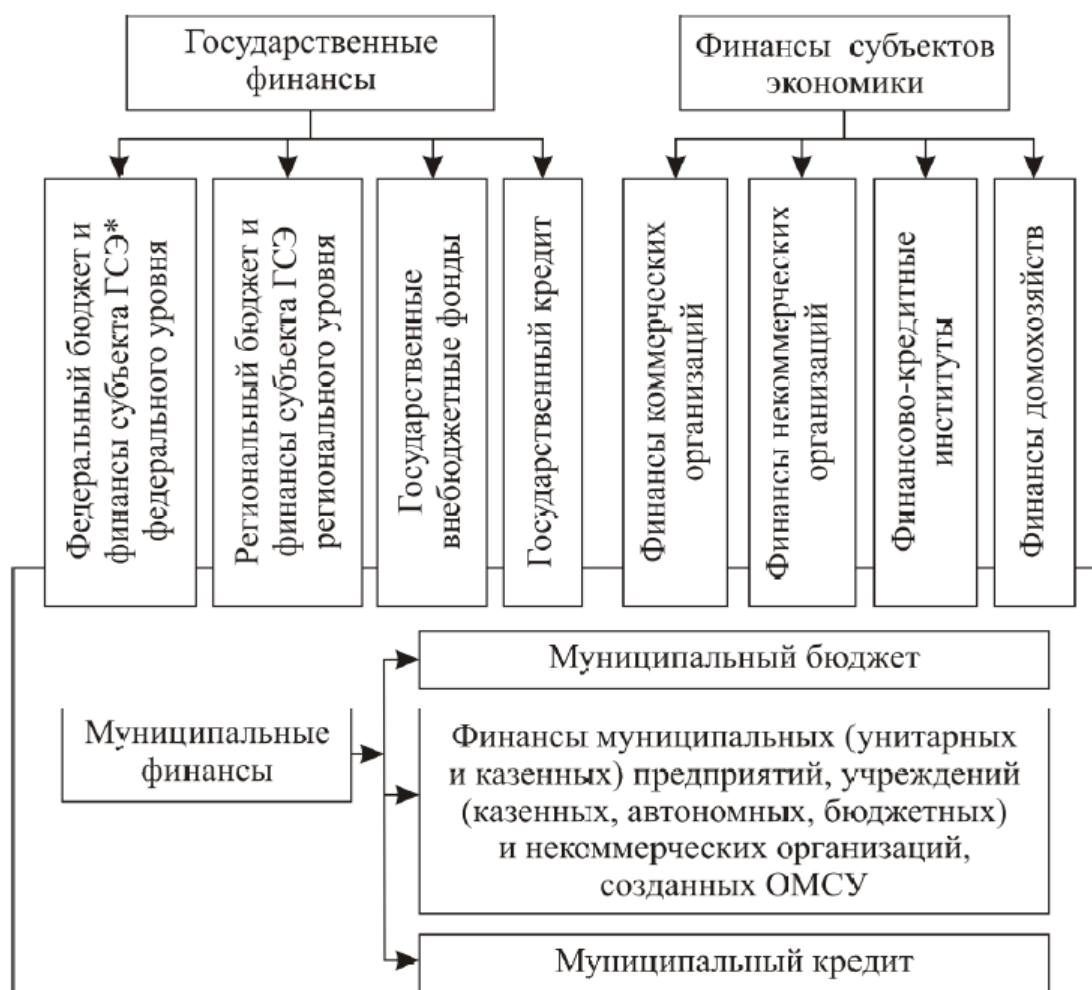 Государственные
финансы
Финансы субъектов
экономики
Федеральный бюджет и
финансы субъекта ГСЭ*
федерального уровня
Региональный бюджет и
финансы субъекта ГСЭ
регионального уровня
Государственные
внебюджетные фонды
Государственный кредит
Финансы коммерческих
организаций
Финансы некоммерческих
организаций
Финансово-кредитные
институты
Финансы домохозяйств
Муниципальные
финансы
Муниципальный бюджет
Финансы муниципальных (унитарных
и казенных) предприятий, учреждений
(казенных, автономных, бюджетных)
и некоммерческих организаций,
созданных ОМСУ
Муниципальный кредит